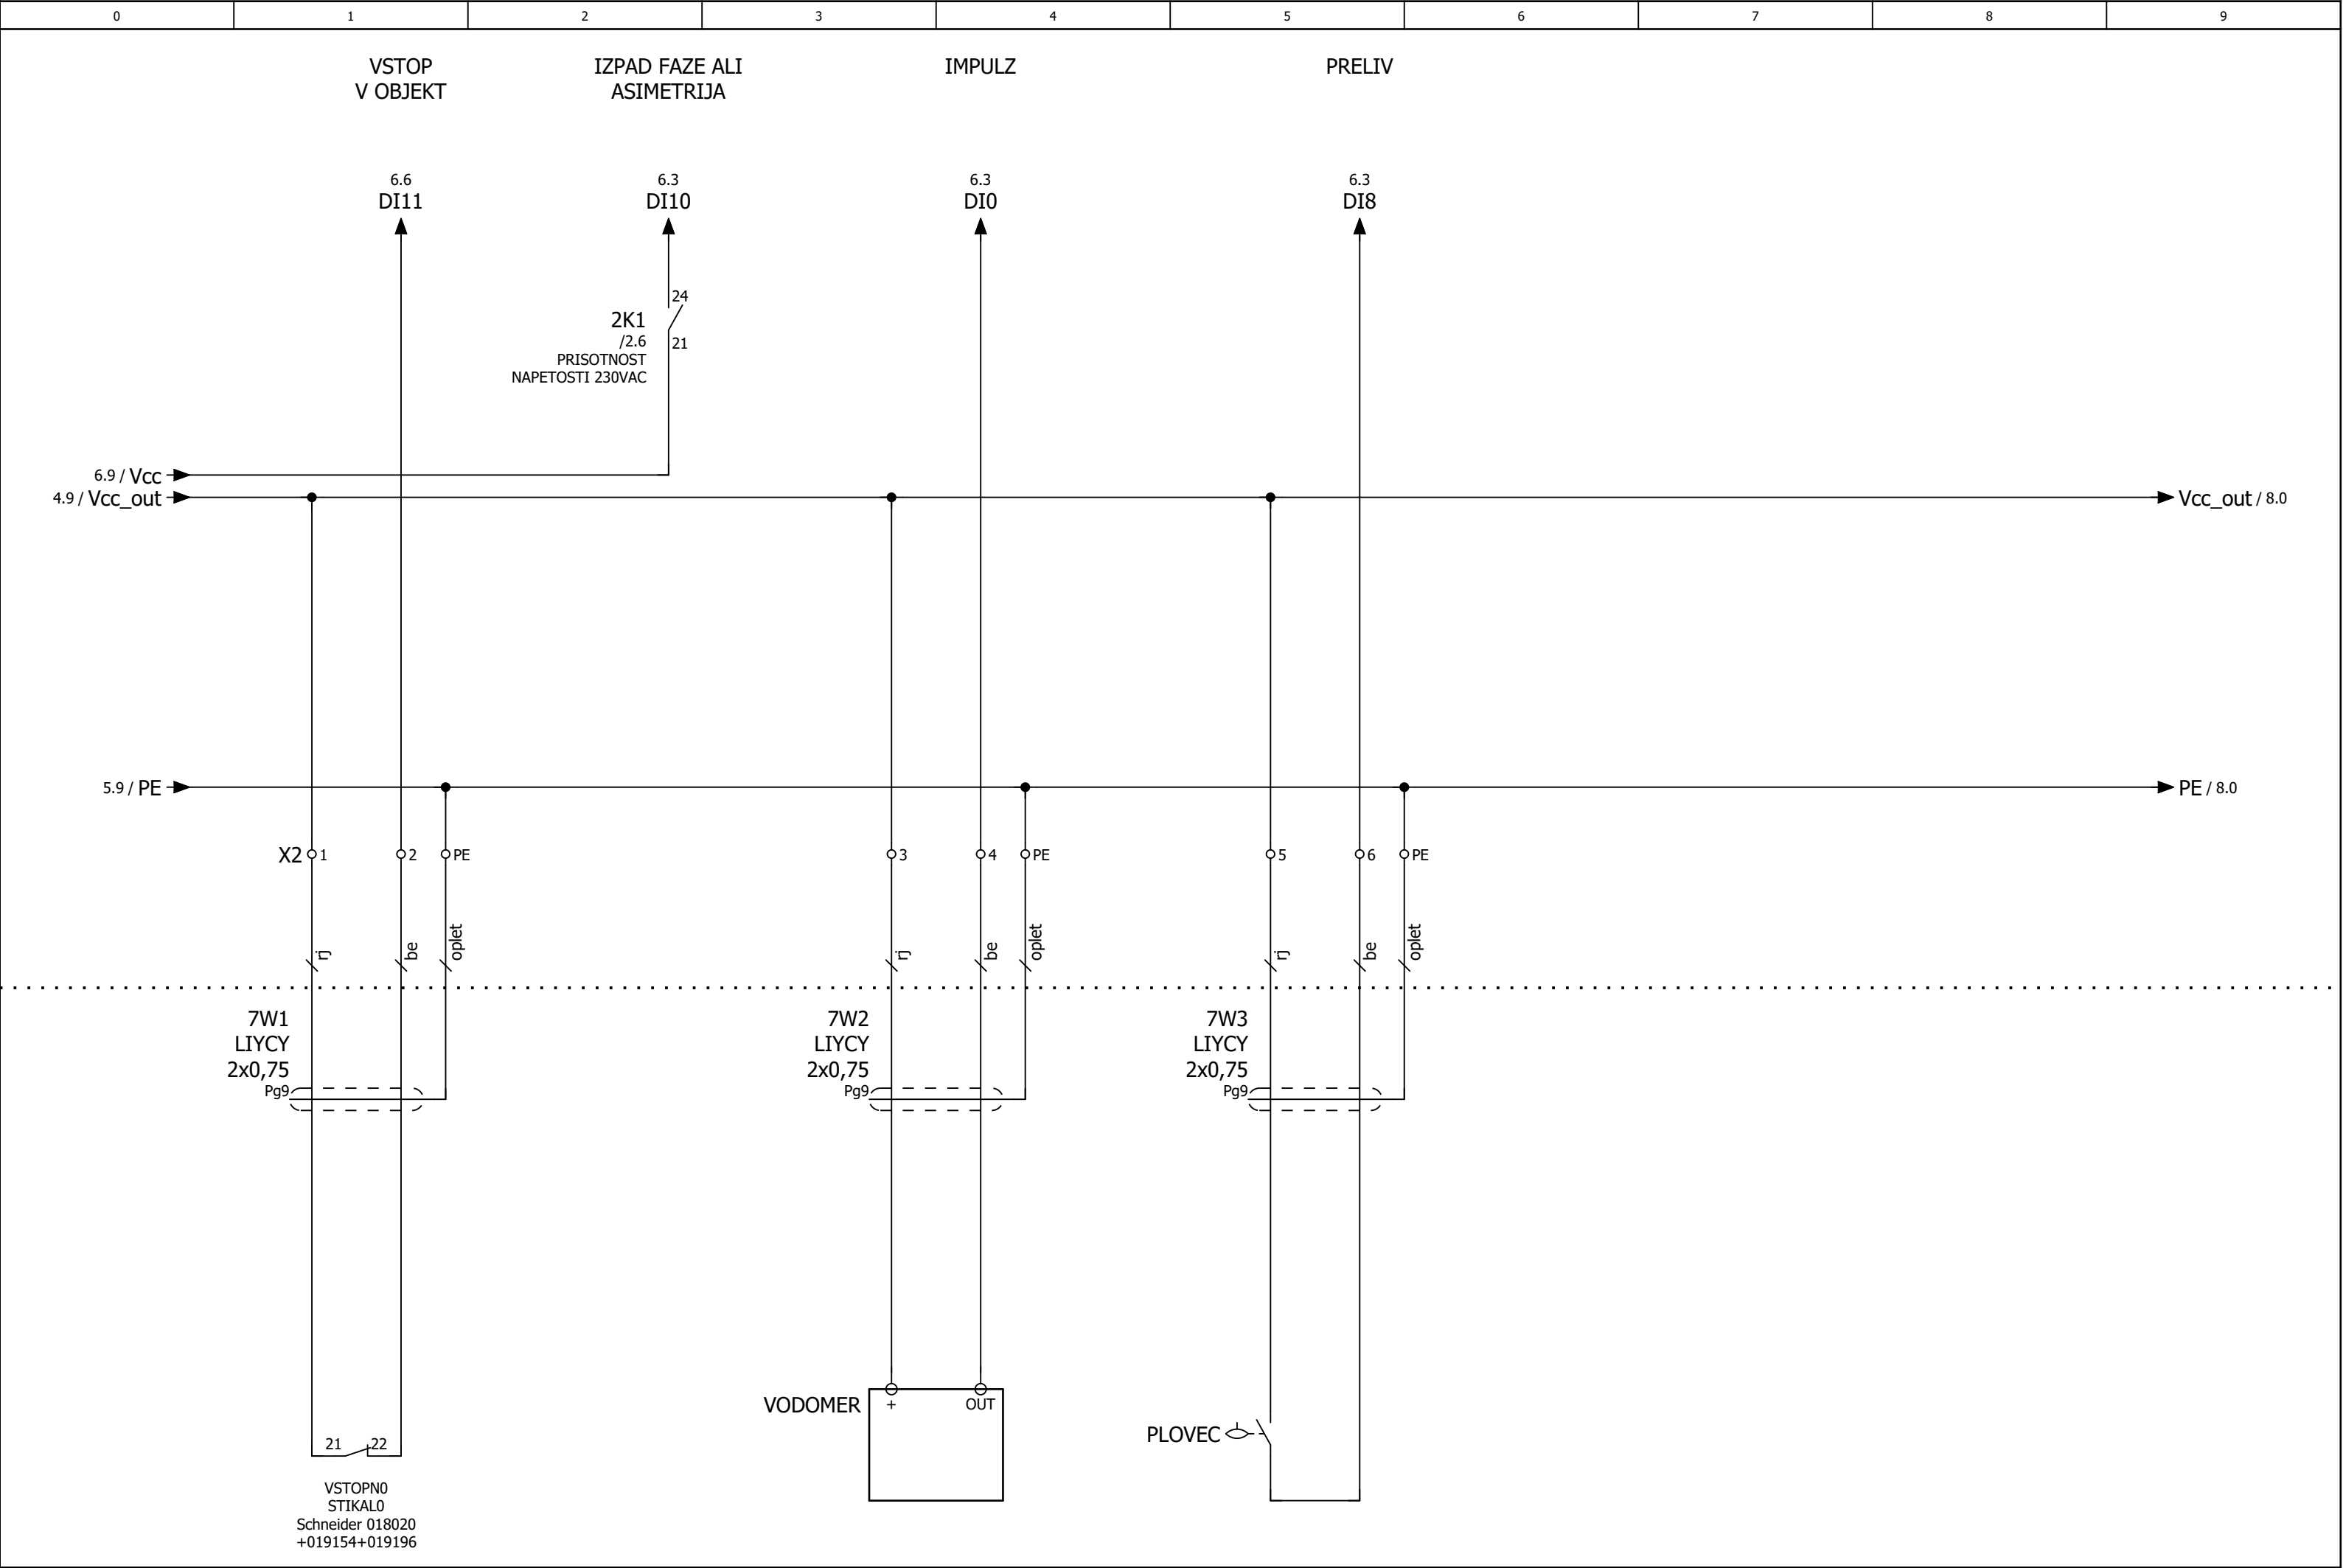 0 1 2 3 4 5 6 7 8 9
VSTOP
V OBJEKT
IZPAD FAZE ALI
ASIMETRIJA
IMPULZ
PRELIV
6.6
DI11
6.3
DI10
6.3
DI0
6.3
DI8
24
2K1
/2.6
21
PRISOTNOST
NAPETOSTI 230VAC
6.9 / Vcc
4.9 / Vcc_out
Vcc_out / 8.0
5.9 / PE
PE / 8.0
X2 1 2 PE 3 4 PE 5 6 PE
rj be oplet rj be oplet rj be oplet
7W1
LIYCY
2x0,75
Pg9
7W2
LIYCY
2x0,75
Pg9
7W3
LIYCY
2x0,75
Pg9
VODOMER
+ OUT
PLOVEC
21 22
VSTOPN0
STIKAL0
Schneider 018020
+019154+019196